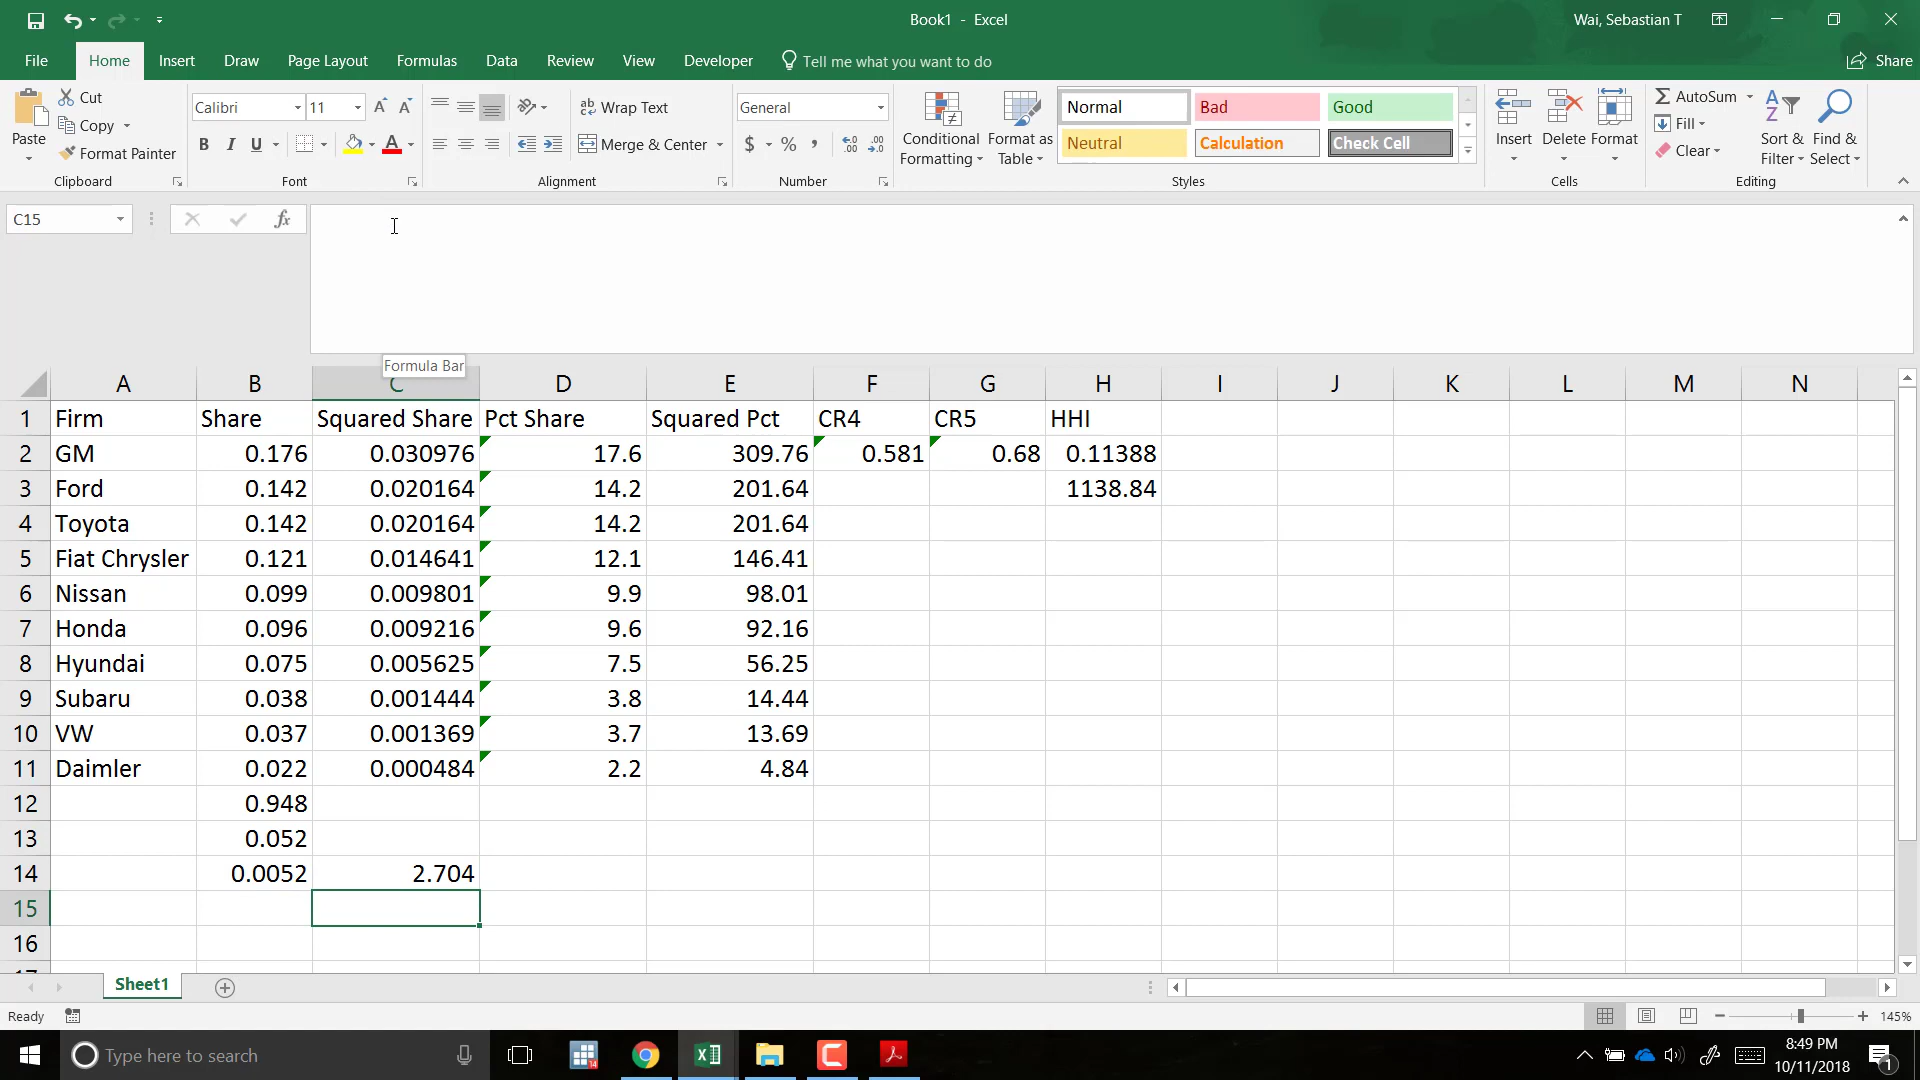 Book1 - Excel
Wai, Sebastian T
File Home Insert Draw Page Layout Formulas Data Review View Developer Tell me what you want to do Share
Paste
Cut
Copy
Format Painter
Clipboard
Calibri 11
B I U
Font
Wrap Text
Merge & Center
Alignment
General
$ % ,
Number
Conditional Formatting
Format as Table
Normal Bad Good
Neutral Calculation Check Cell
Styles
Insert Delete Format
Cells
AutoSum
Fill
Clear
Sort & Filter
Find & Select
Editing
C15
fx
Formula Bar
A B C D E F G H I J K L M N
1 Firm Share Squared Share Pct Share Squared Pct CR4 CR5 HHI
2 GM 0.176 0.030976 17.6 309.76 0.581 0.68 0.11388
3 Ford 0.142 0.020164 14.2 201.64 1138.84
4 Toyota 0.142 0.020164 14.2 201.64
5 Fiat Chrysler 0.121 0.014641 12.1 146.41
6 Nissan 0.099 0.009801 9.9 98.01
7 Honda 0.096 0.009216 9.6 92.16
8 Hyundai 0.075 0.005625 7.5 56.25
9 Subaru 0.038 0.001444 3.8 14.44
10 VW 0.037 0.001369 3.7 13.69
11 Daimler 0.022 0.000484 2.2 4.84
12 0.948
13 0.052
14 0.0052 2.704
15
16
17
Sheet1
Ready
145%
Type here to search
8:49 PM
10/11/2018
1